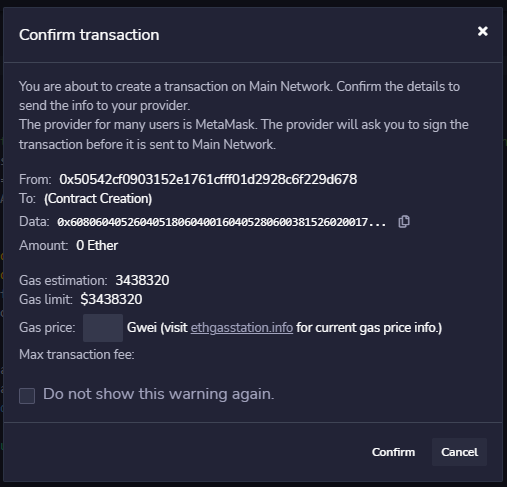 Confirm transaction
You are about to create a transaction on Main Network. Confirm the details to
send the info to your provider.
The provider for many users is MetaMask. The provider will ask you to sign the
transaction before it is sent to Main Network.
From: 0x50542cf0903152e1761cfff01d2928c6f229d678
To: (Contract Creation)
Data: 0x608060405260405180604001604052806003815260200 17...
Amount: 0 Ether
Gas estimation: 3438320
Gas limit: $3438320
Gas price: Gwei (visit ethgasstation.info for current gas price info.)
Max transaction fee:
Do not show this warning again.
Confirm Cancel